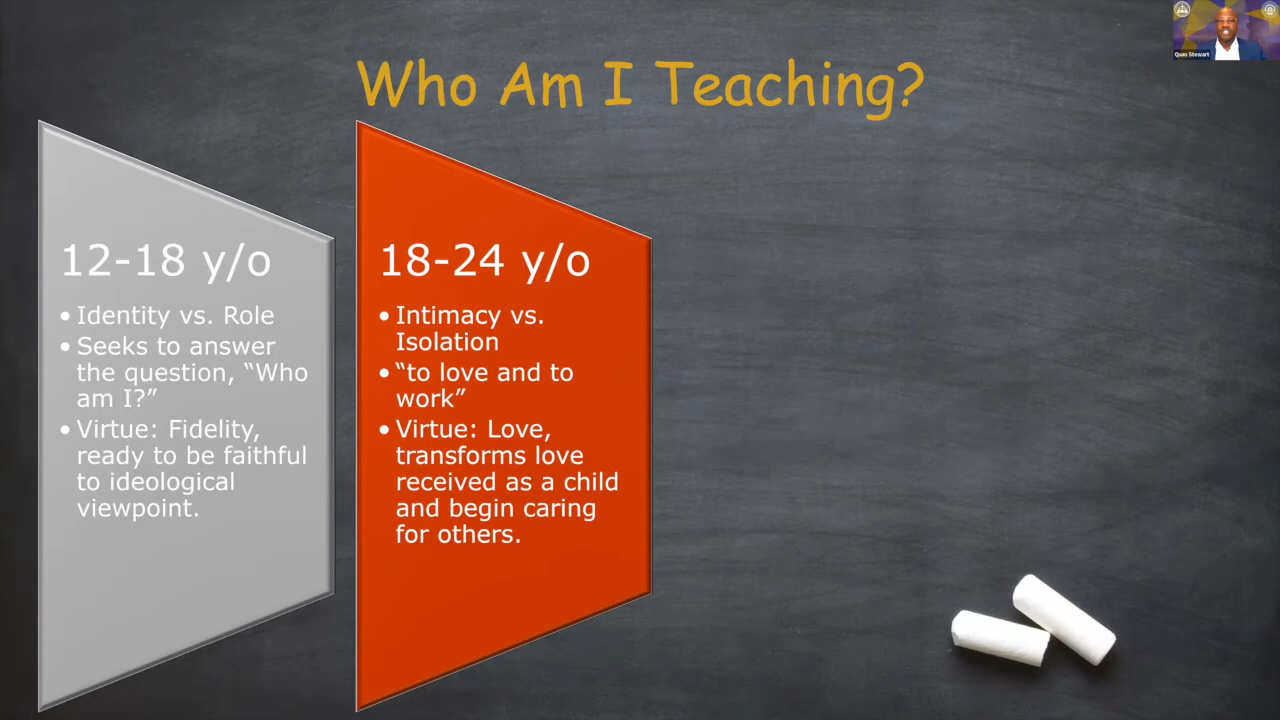 Who Am I Teaching?
Quan Stewart
12-18 y/o
• Identity vs. Role
• Seeks to answer
the question, “Who
am I?”
• Virtue: Fidelity,
ready to be faithful
to ideological
viewpoint.
18-24 y/o
• Intimacy vs.
Isolation
• “to love and to
work”
• Virtue: Love,
transforms love
received as a child
and begin caring
for others.